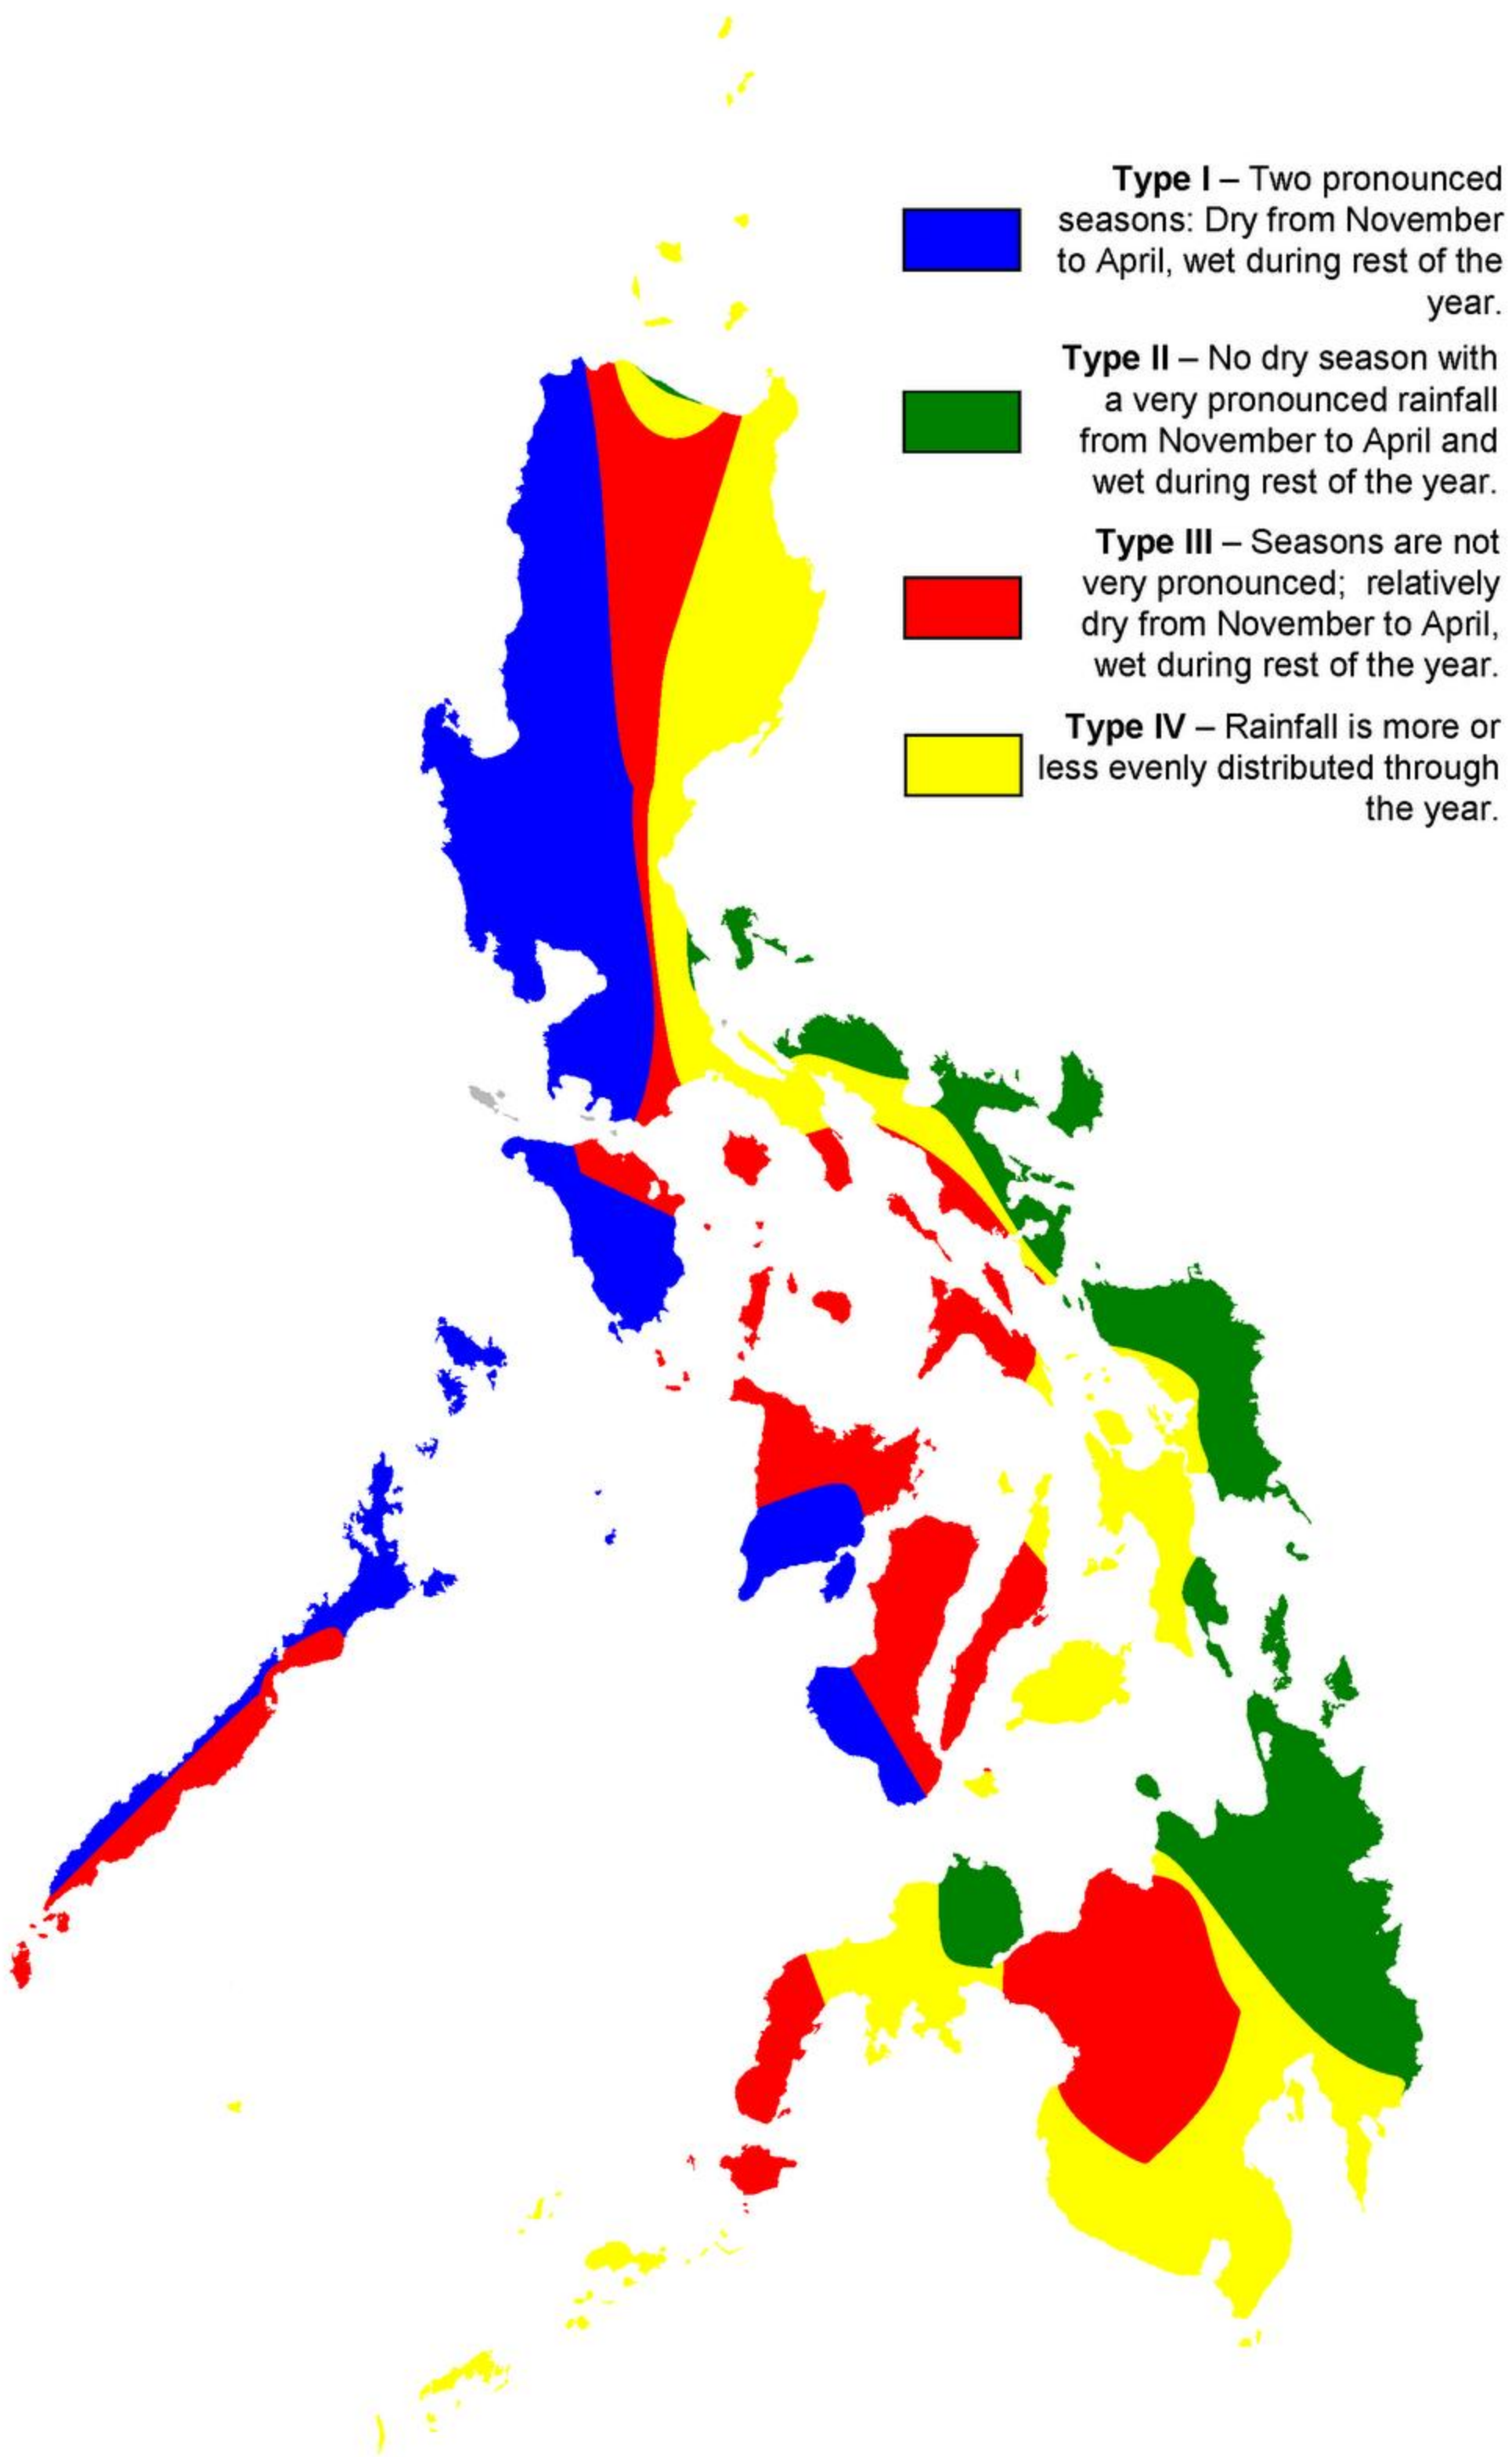 Type I – Two pronounced
seasons: Dry from November
to April, wet during rest of the
year.
Type II – No dry season with
a very pronounced rainfall
from November to April and
wet during rest of the year.
Type III – Seasons are not
very pronounced;  relatively
dry from November to April,
wet during rest of the year.
Type IV – Rainfall is more or
less evenly distributed through
the year.